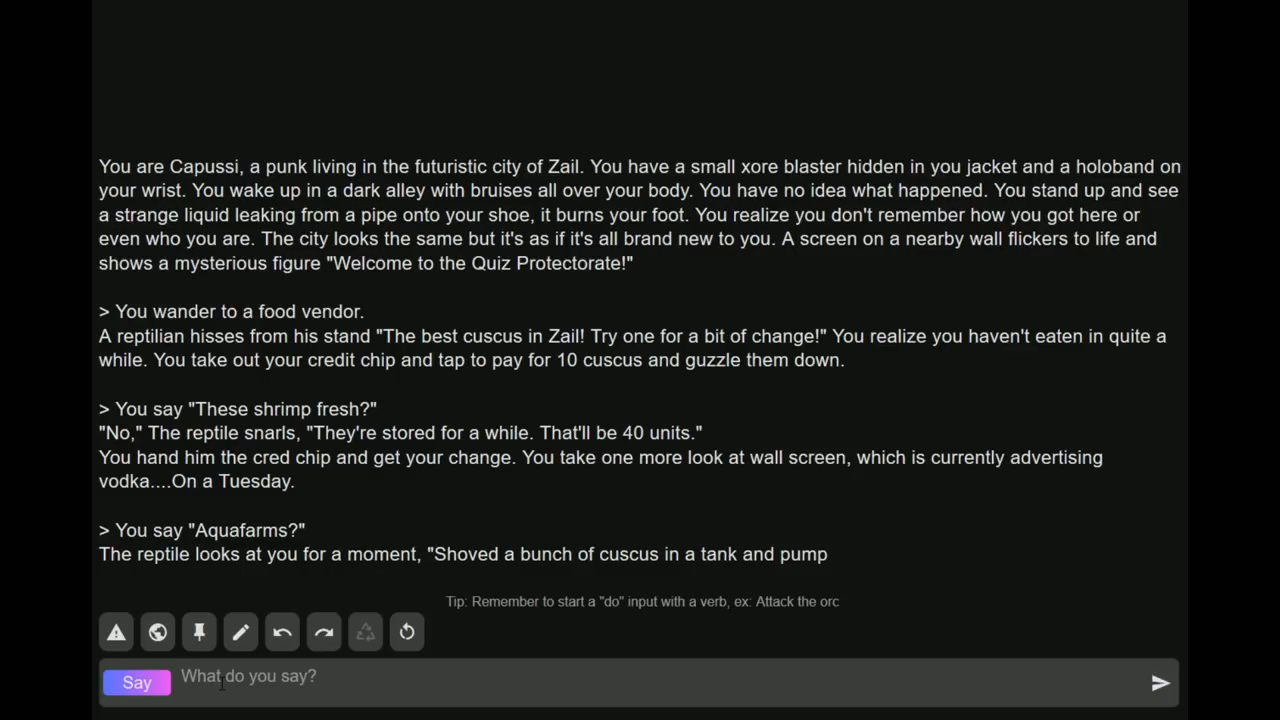 You are Capussi, a punk living in the futuristic city of Zail. You have a small xore blaster hidden in you jacket and a holoband on
your wrist. You wake up in a dark alley with bruises all over your body. You have no idea what happened. You stand up and see
a strange liquid leaking from a pipe onto your shoe, it burns your foot. You realize you don't remember how you got here or
even who you are. The city looks the same but it's as if it's all brand new to you. A screen on a nearby wall flickers to life and
shows a mysterious figure "Welcome to the Quiz Protectorate!"
> You wander to a food vendor.
A reptilian hisses from his stand "The best cuscus in Zail! Try one for a bit of change!" You realize you haven't eaten in quite a
while. You take out your credit chip and tap to pay for 10 cuscus and guzzle them down.
> You say "These shrimp fresh?"
"No," The reptile snarls, "They're stored for a while. That'll be 40 units."
You hand him the cred chip and get your change. You take one more look at wall screen, which is currently advertising
vodka....On a Tuesday.
> You say "Aquafarms?"
The reptile looks at you for a moment, "Shoved a bunch of cuscus in a tank and pump
Tip: Remember to start a "do" input with a verb, ex: Attack the orc
Say What do you say?